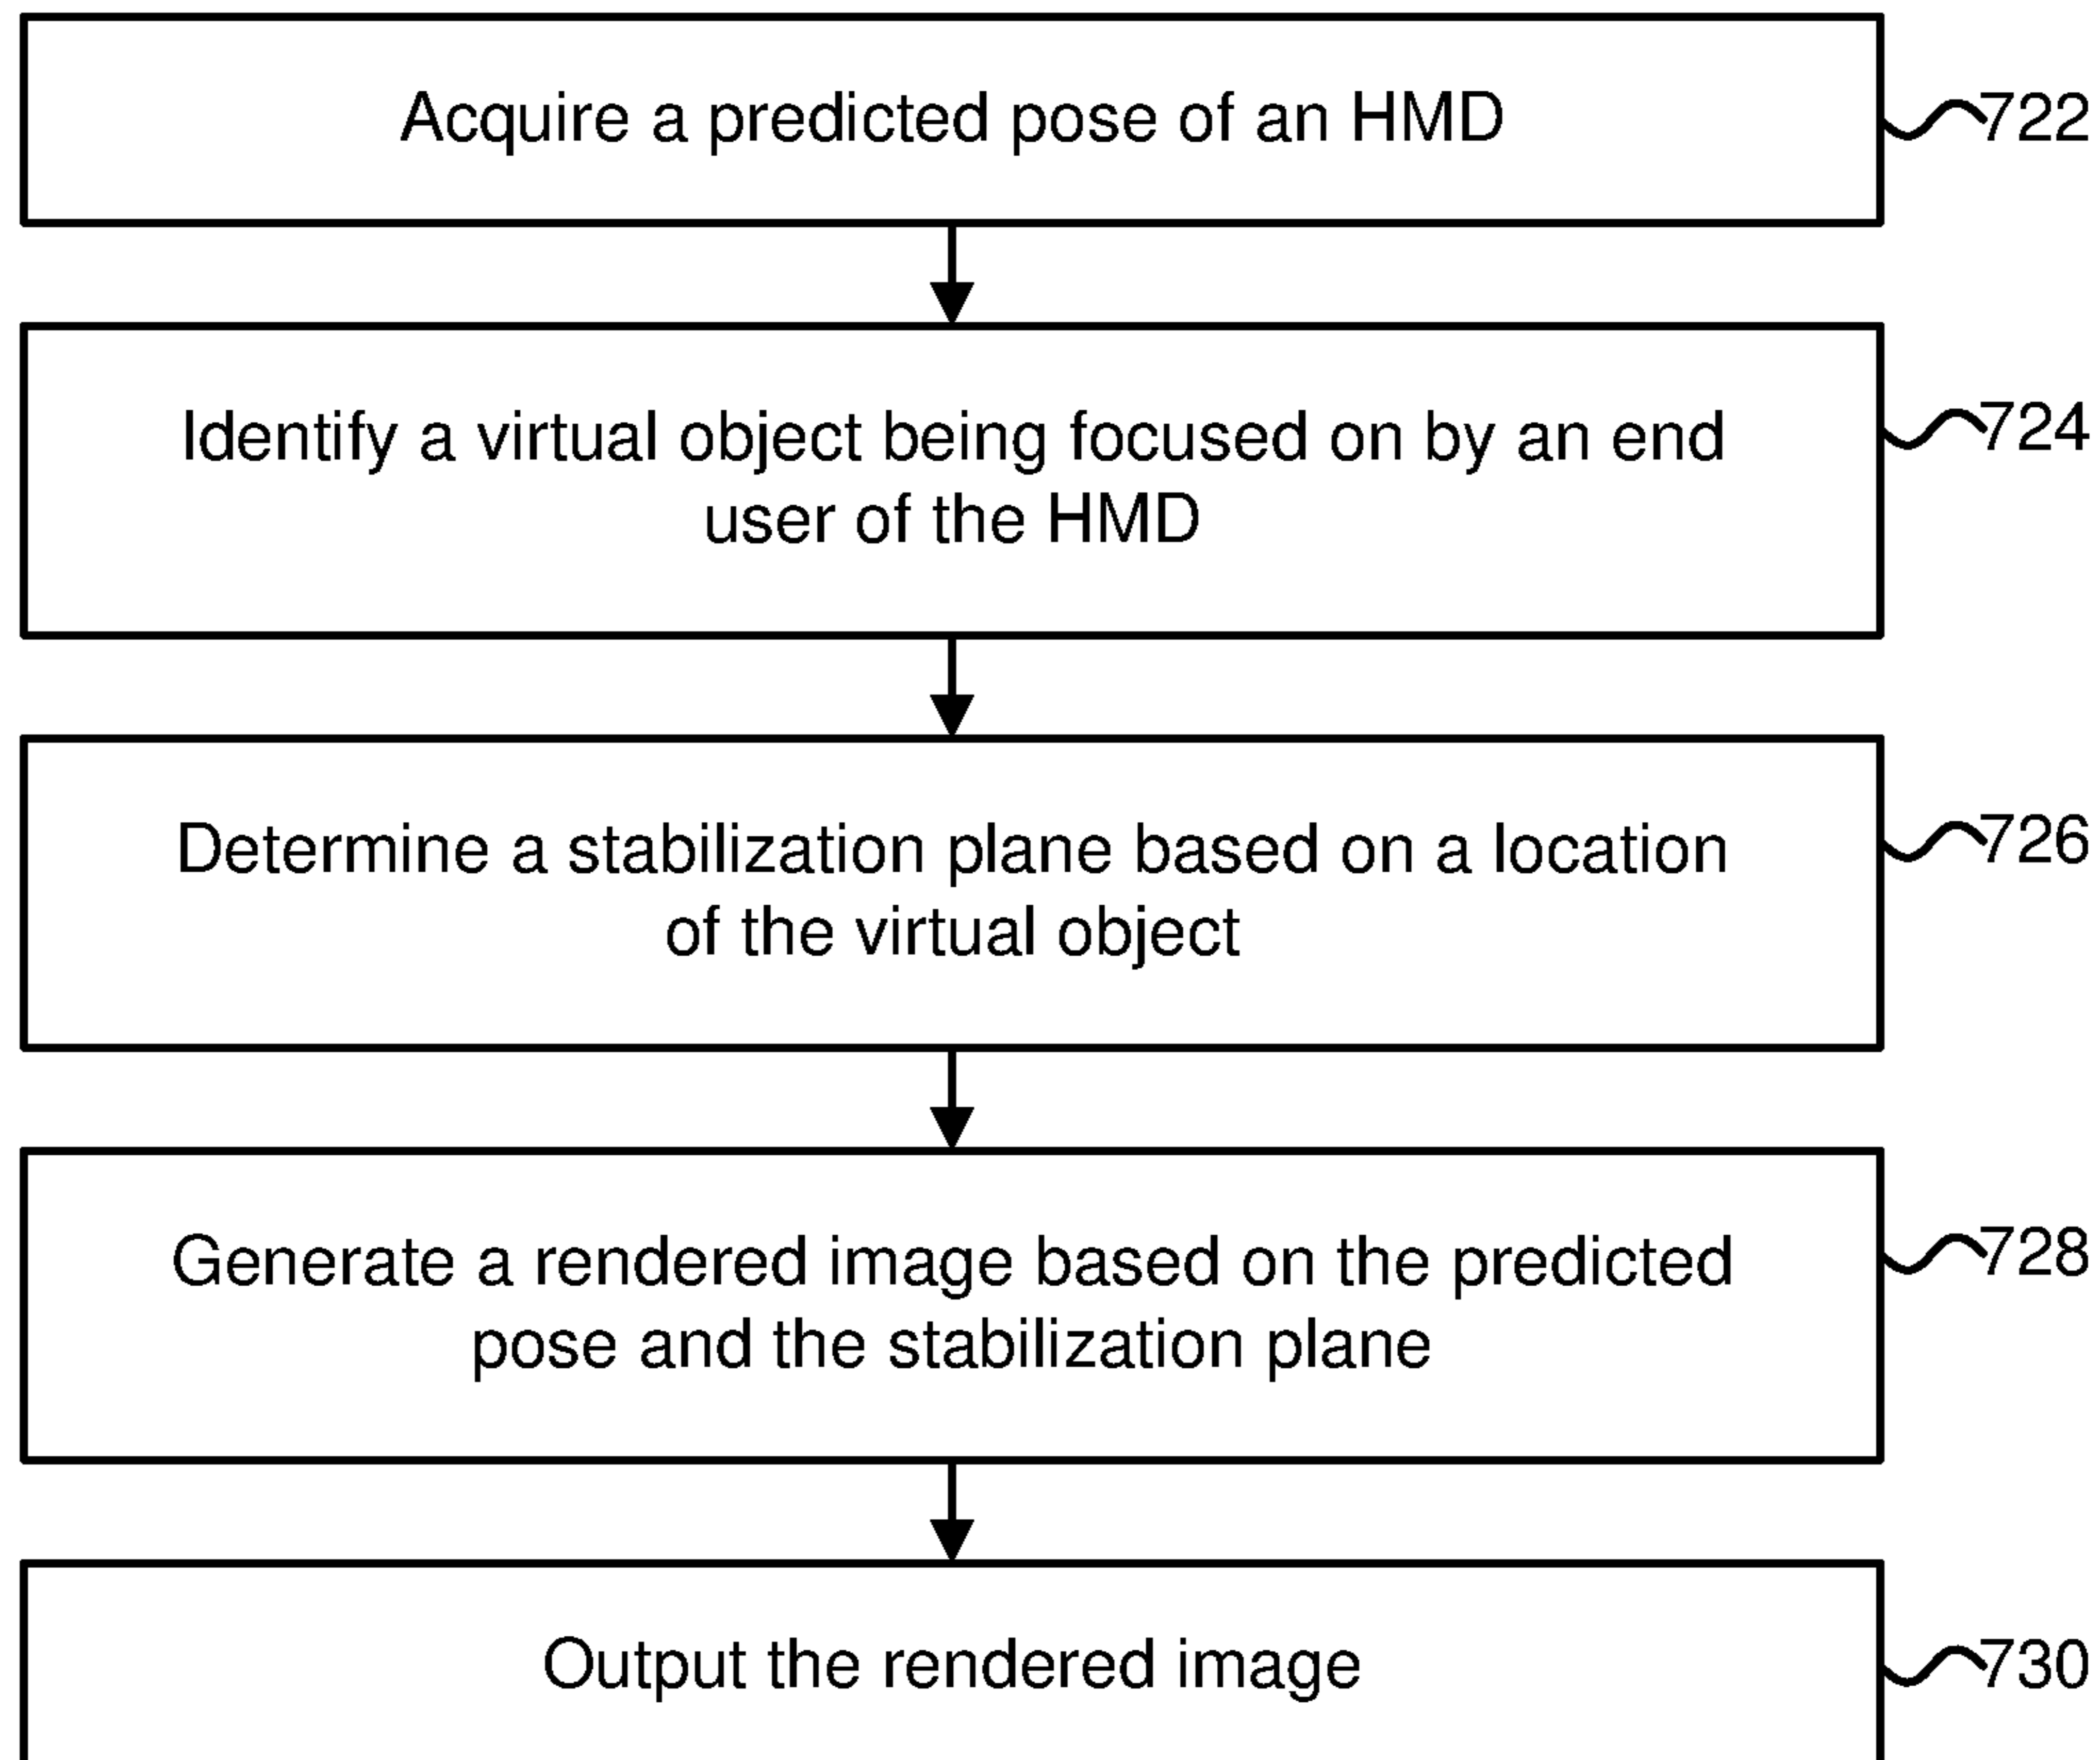 Acquire a predicted pose of an HMD
722
Identify a virtual object being focused on by an end
user of the HMD
724
Determine a stabilization plane based on a location
of the virtual object
726
Generate a rendered image based on the predicted
pose and the stabilization plane
728
Output the rendered image
730